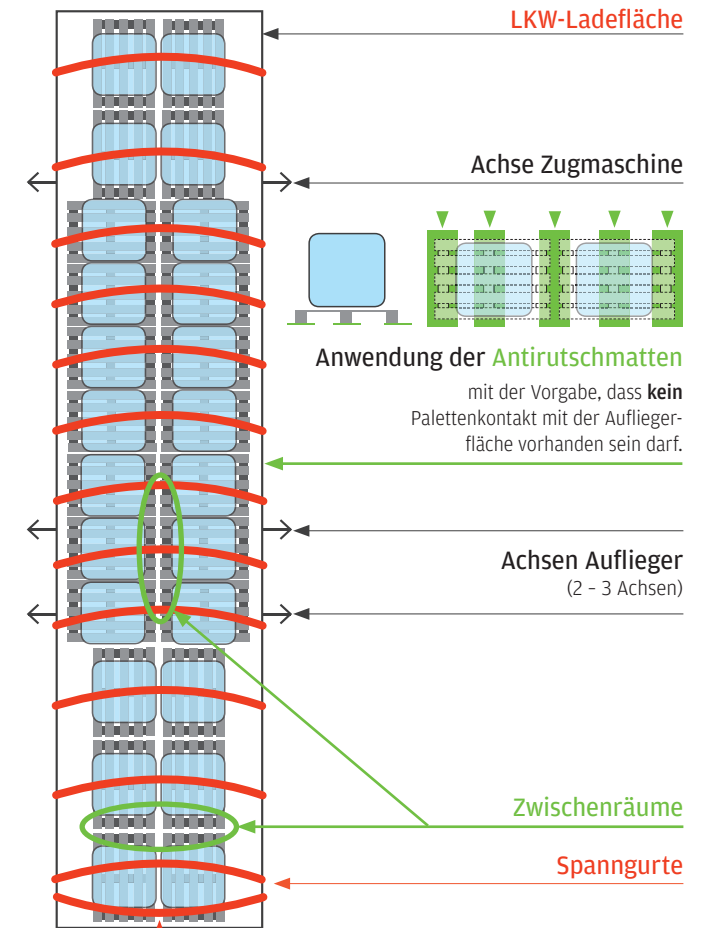 LKW-Ladefläche
Achse Zugmaschine
Anwendung der Antirutschmatten
mit der Vorgabe, dass kein
Palettenkontakt mit der Auflieger-
fläche vorhanden sein darf.
Achsen Auflieger
(2 - 3 Achsen)
Zwischenräume
Spanngurte